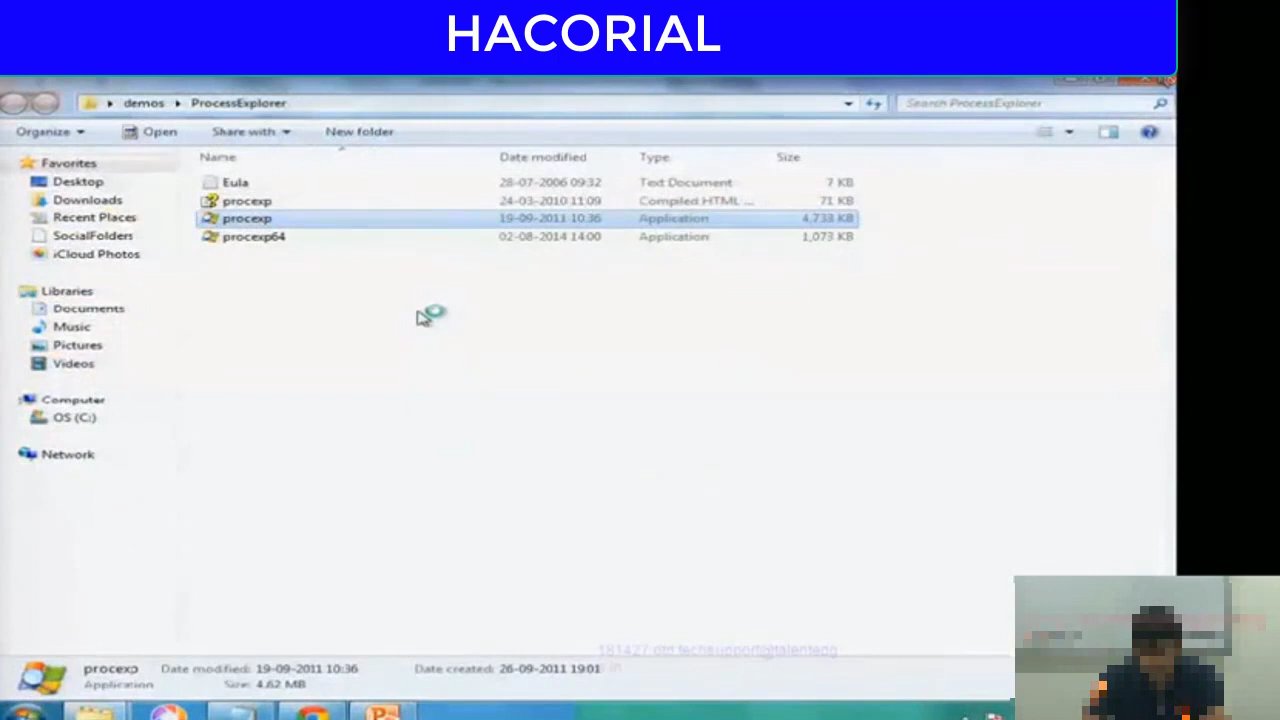 HACORIAL
demos ProcessExplorer Search ProcessExplorer
Organize Open Share with New folder
Name Date modified Type Size
Favorites
Desktop
Downloads
Recent Places
SocialFolders
iCloud Photos
Libraries
Documents
Music
Pictures
Videos
Computer
OS (C:)
Network
Eula 28-07-2006 09:32 Text Document 7 KB
procexp 24-03-2010 11:09 Compiled HTML ... 71 KB
procexp 19-09-2011 10:36 Application 4,733 KB
procexp64 02-08-2014 14:00 Application 1,073 KB
procexp Date modified: 19-09-2011 10:36 Date created: 26-09-2011 19:01
Application Size: 4.62 MB